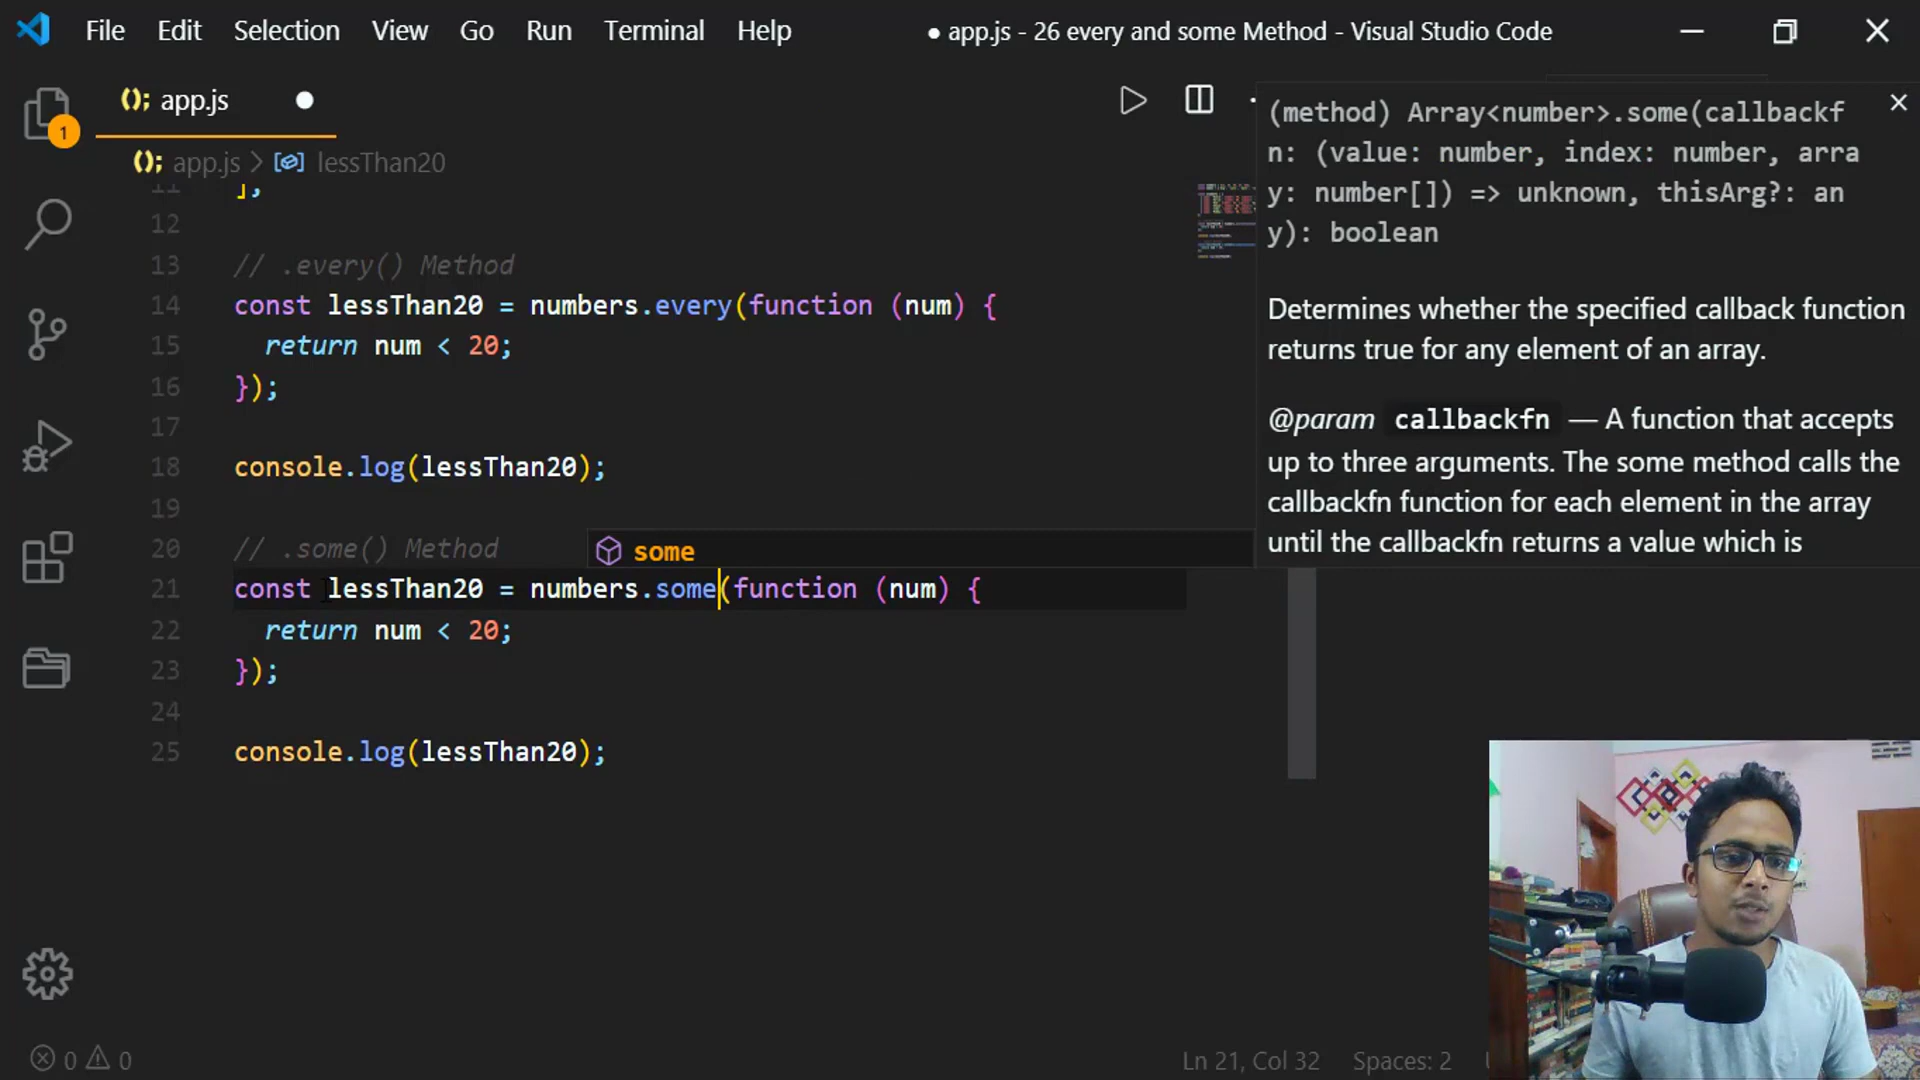 File Edit Selection View Go Run Terminal Help
● app.js - 26 every and some Method - Visual Studio Code
(); app.js
(); app.js > lessThan20
11 ],
12
13 // .every() Method
14 const lessThan20 = numbers.every(function (num) {
15 return num < 20;
16 });
17
18 console.log(lessThan20);
19
20 // .some() Method
some
21 const lessThan20 = numbers.some(function (num) {
22 return num < 20;
23 });
24
25 console.log(lessThan20);
(method) Array<number>.some(callbackf
n: (value: number, index: number, arra
y: number[]) => unknown, thisArg?: an
y): boolean
Determines whether the specified callback function
returns true for any element of an array.
@param callbackfn — A function that accepts
up to three arguments. The some method calls the
callbackfn function for each element in the array
until the callbackfn returns a value which is
1
0 0
Ln 21, Col 32 Spaces: 2